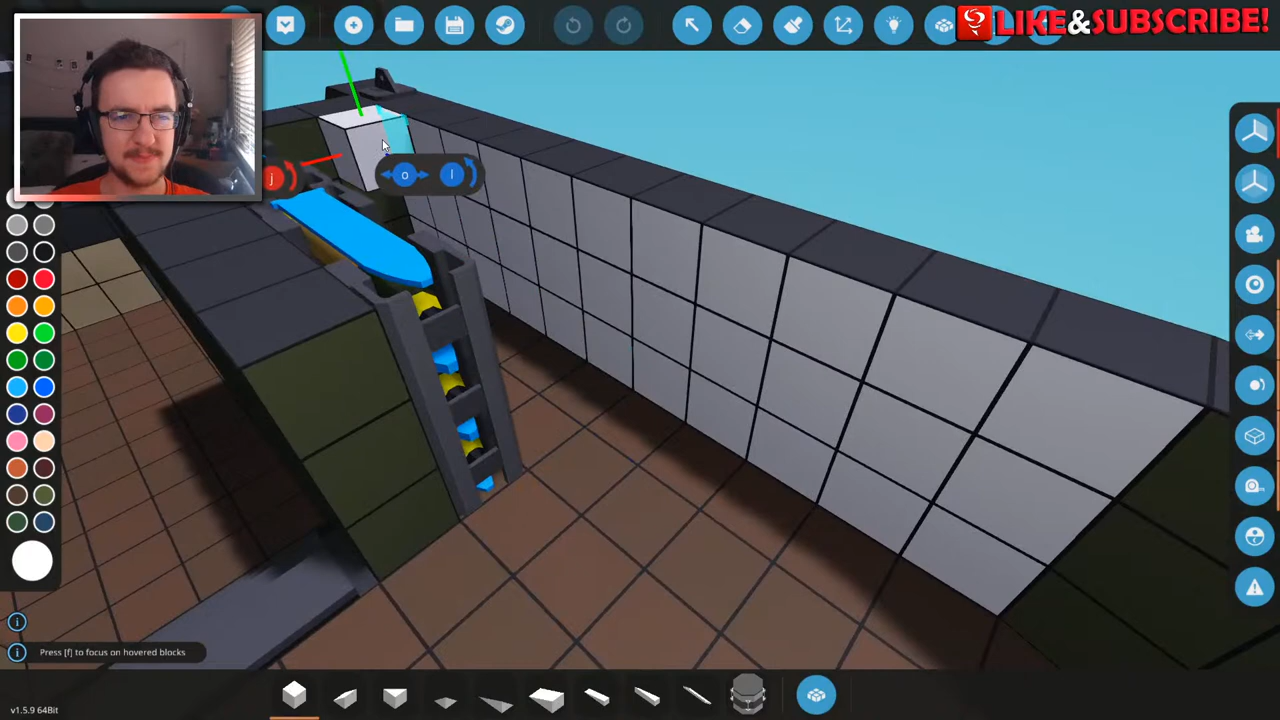 LIKE&SUBSCRIBE!
j
o
l
Press [f] to focus on hovered blocks
v1.5.9 64Bit